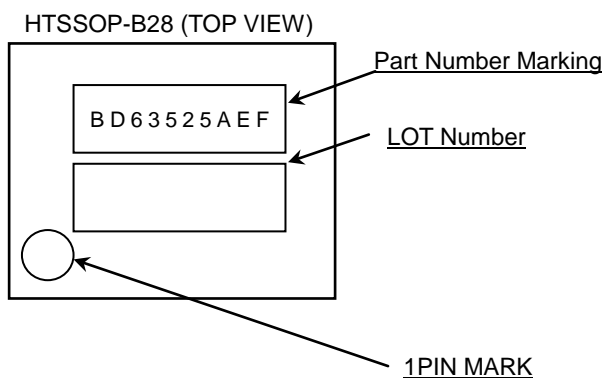 HTSSOP-B28 (TOP VIEW)
Part Number Marking
BD63525AEF
LOT Number
1PIN MARK